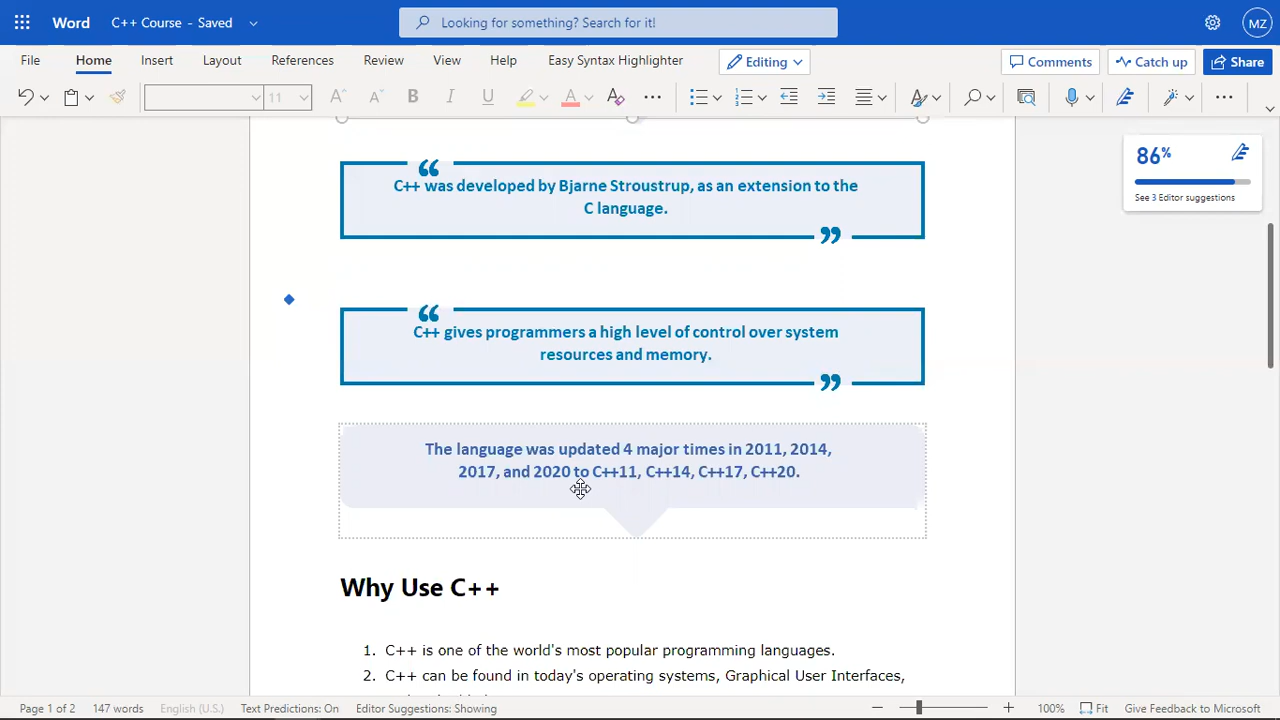 Word C++ Course - Saved Looking for something? Search for it! MZ
File Home Insert Layout References Review View Help Easy Syntax Highlighter Editing Comments Catch up Share
11 A A B I U A A
86%
See 3 Editor suggestions
“
C++ was developed by Bjarne Stroustrup, as an extension to the
C language.
”
“
C++ gives programmers a high level of control over system
resources and memory.
”
The language was updated 4 major times in 2011, 2014,
2017, and 2020 to C++11, C++14, C++17, C++20.
Why Use C++
1. C++ is one of the world's most popular programming languages.
2. C++ can be found in today's operating systems, Graphical User Interfaces,
Page 1 of 2 147 words English (U.S.) Text Predictions: On Editor Suggestions: Showing 100% Fit Give Feedback to Microsoft